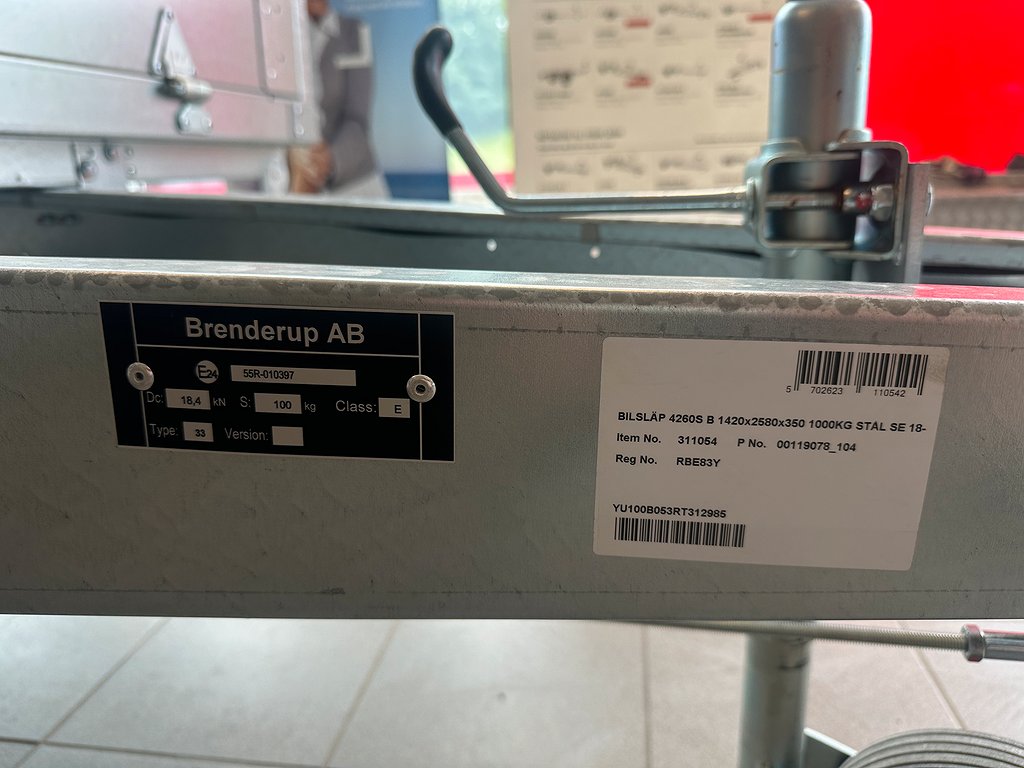 Brenderup AB
E24 55R-010397
Dc: 18,4 kN S: 100 kg Class: E
Type: 33 Version:
5 702623 110542
BILSLÄP 4260S B 1420x2580x350 1000KG STÅL SE 18-
Item No. 311054 P No. 00119078_104
Reg No. RBE83Y
YU100B053RT312985